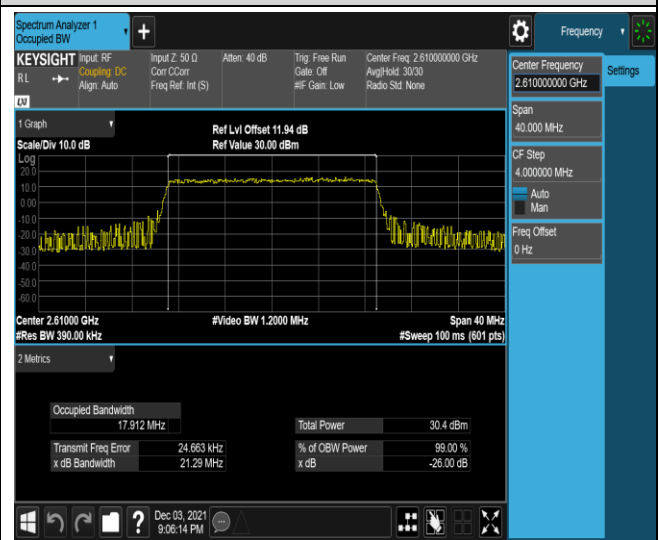 Spectrum Analyzer 1
Occupied BW
Frequency
KEYSIGHT
R L
LXI
Input: RF
Coupling: DC
Align: Auto
Input Z: 50 Ω
Corr CCorr
Freq Ref: Int (S)
Atten: 40 dB
Trig: Free Run
Gate: Off
#IF Gain: Low
Center Freq: 2.610000000 GHz
Avg|Hold: 30/30
Radio Std: None
Center Frequency
2.610000000 GHz
Settings
Span
40.000 MHz
CF Step
4.000000 MHz
Auto
Man
Freq Offset
0 Hz
1 Graph
Scale/Div 10.0 dB
Ref Lvl Offset 11.94 dB
Ref Value 30.00 dBm
Log
20.0
10.0
0.00
-10.0
-20.0
-30.0
-40.0
-50.0
-60.0
Center 2.61000 GHz
#Video BW 1.2000 MHz
Span 40 MHz
#Res BW 390.00 kHz
#Sweep 100 ms (601 pts)
2 Metrics
Occupied Bandwidth
17.912 MHz
Total Power 30.4 dBm
Transmit Freq Error 24.663 kHz
% of OBW Power 99.00 %
x dB Bandwidth 21.29 MHz
x dB -26.00 dB
?
Dec 03, 2021
9:06:14 PM